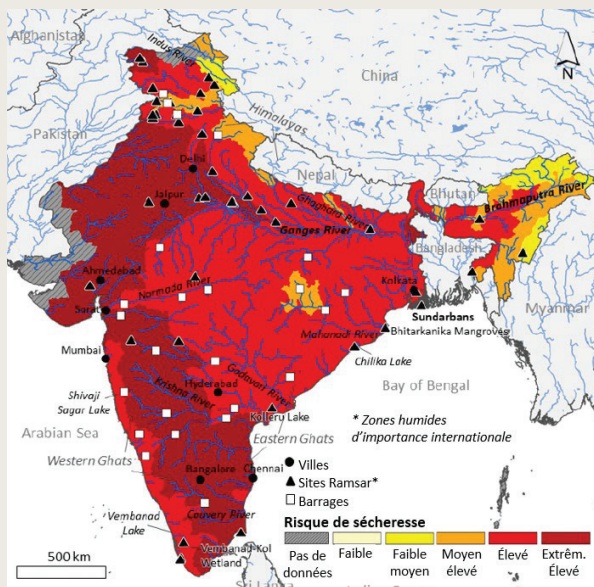 Afghanistan
Indus River
China
N
Pakistan
Himalayas
Delhi
Nepal
Jaipur
Ghaghara River
Bhutan
Brahmaputra River
Ganges River
Bangladesh
Ahmedabad
Normada River
Kolkata
Myanmar
Surat
Sundarbans
Mahanadi River
Bhitarkanika Mangroves
Mumbai
Chilika Lake
Godavari River
Hyderabad
Krishna River
Shivaji
Sagar Lake
Kolleru Lake
Bay of Bengal
Arabian Sea
Eastern Ghats
* Zones humides
d'importance internationale
Western Ghats
Bangalore
Chennai
Villes
Sites Ramsar*
Barrages
Cauvery River
Vembanad
Lake
Vembanad-Kol
Wetland
Risque de sécheresse
Pas de
données
Faible
Faible
moyen
Moyen
élevé
Élevé
Extrêm.
Élevé
500 km
Sri Lanka